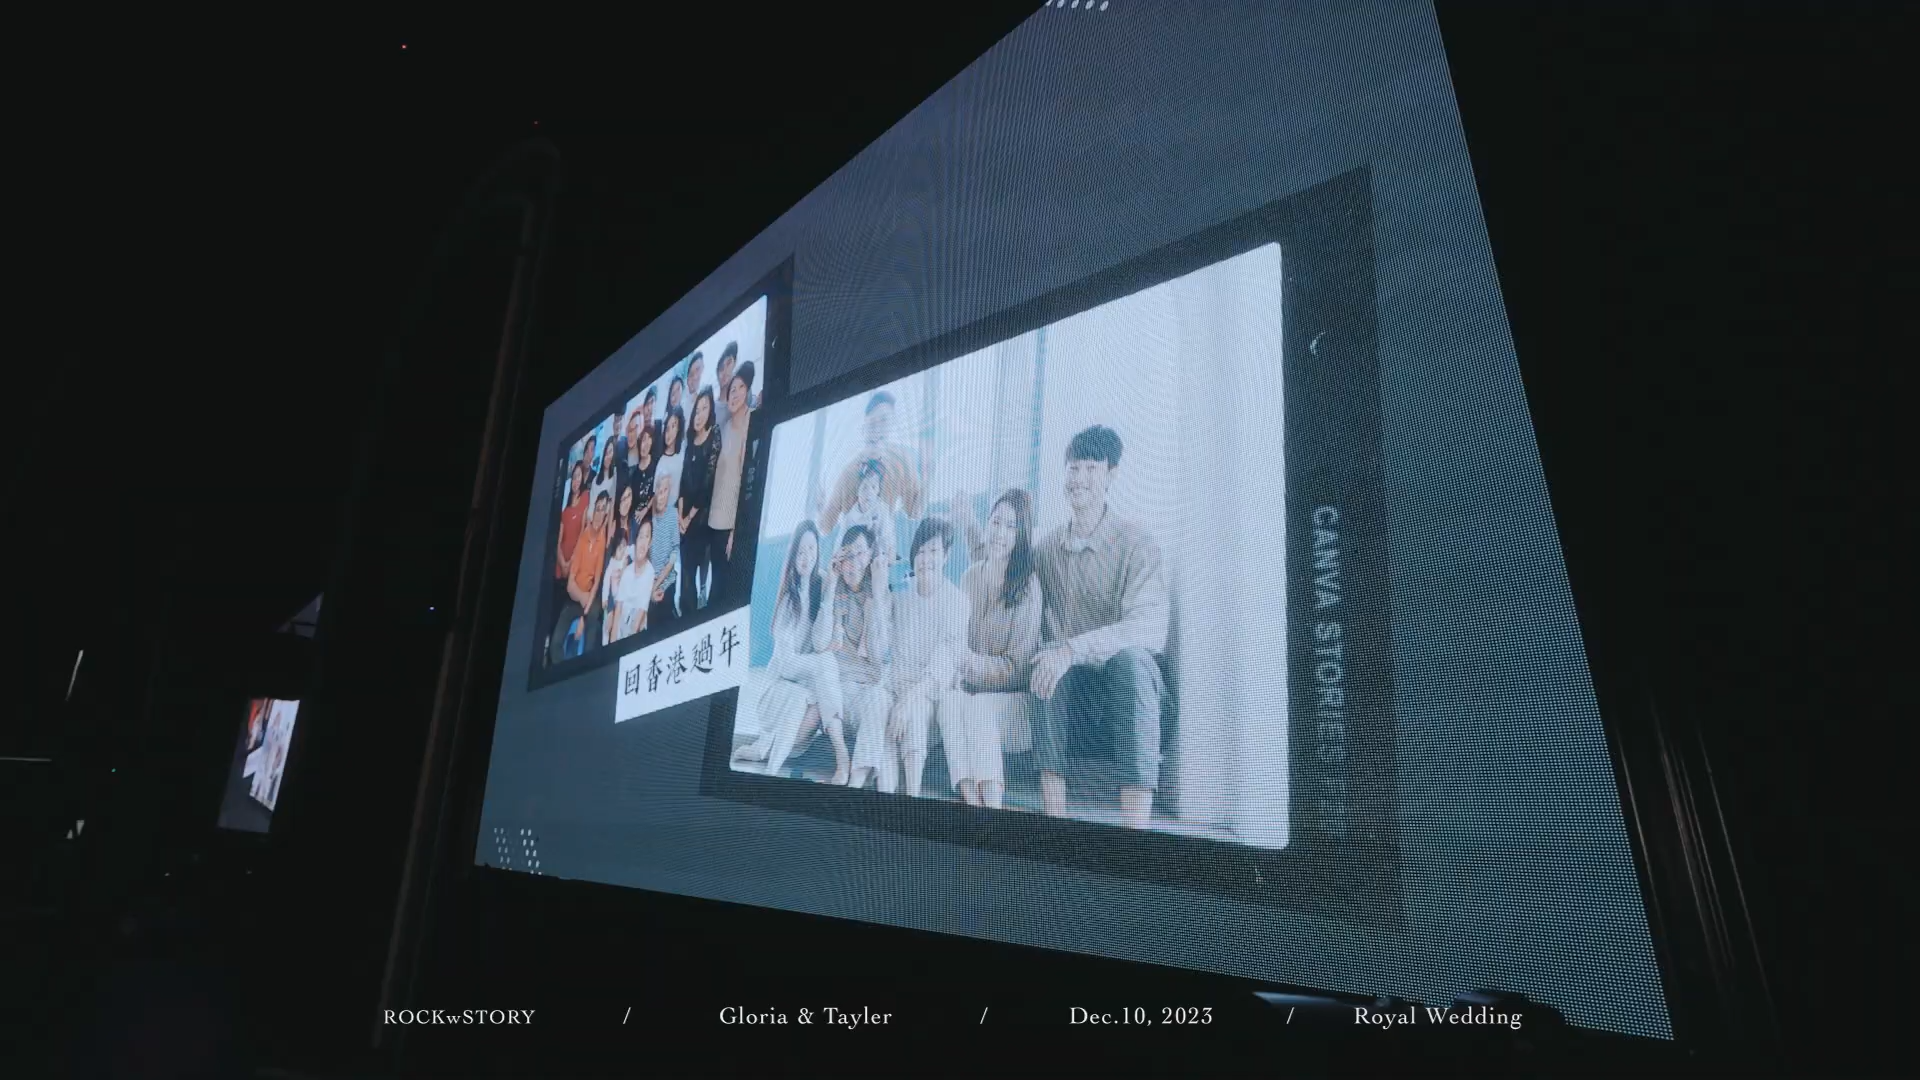 回香港過年
CANVA STORIES
ROCKwSTORY / Gloria & Tayler / Dec.10, 2023 / Royal Wedding